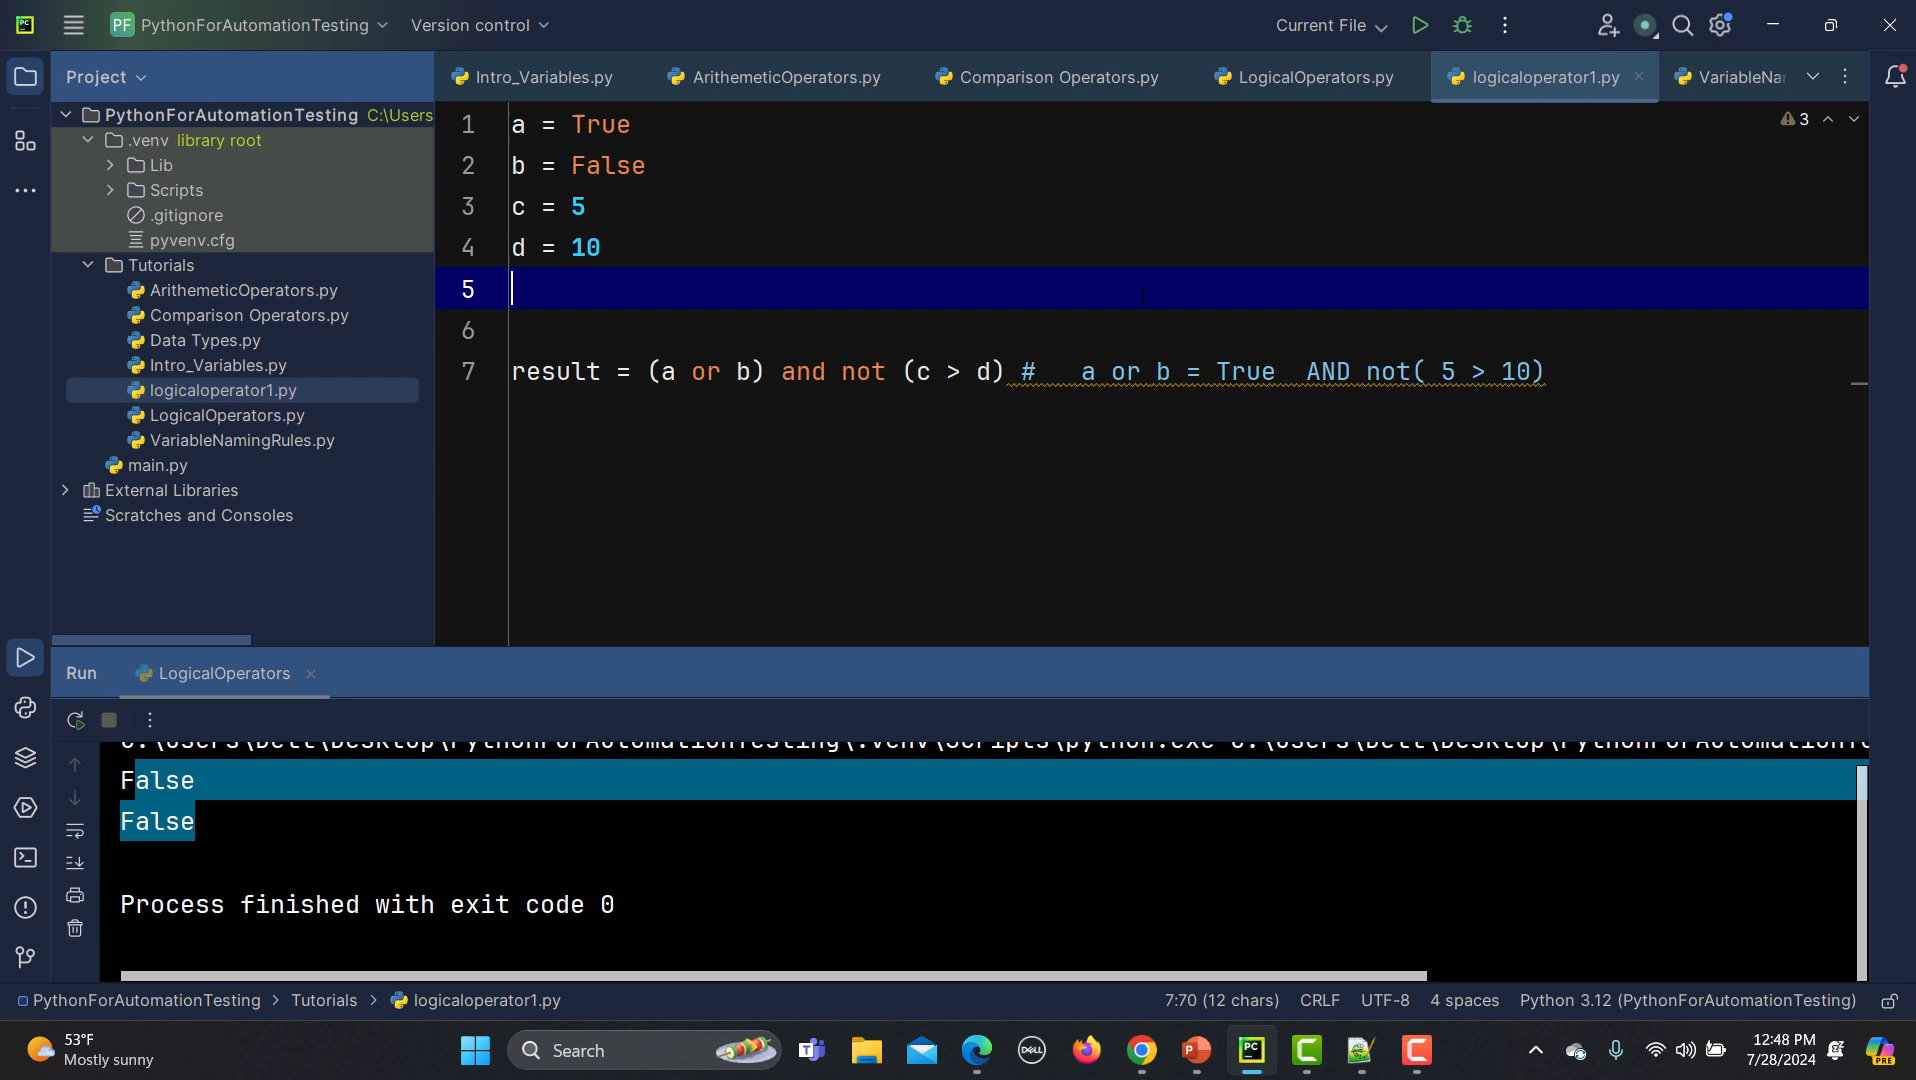 PC
PF PythonForAutomationTesting
Version control
Current File
Project
Intro_Variables.py
ArithemeticOperators.py
Comparison Operators.py
LogicalOperators.py
logicaloperator1.py
VariableNa
PythonForAutomationTesting C:\Users
.venv library root
Lib
Scripts
.gitignore
pyvenv.cfg
Tutorials
ArithemeticOperators.py
Comparison Operators.py
Data Types.py
Intro_Variables.py
logicaloperator1.py
LogicalOperators.py
VariableNamingRules.py
main.py
External Libraries
Scratches and Consoles
3
1 a = True
2 b = False
3 c = 5
4 d = 10
5
6
7 result = (a or b) and not (c > d) #   a or b = True  AND not( 5 > 10)
Run
LogicalOperators
False
False
Process finished with exit code 0
PythonForAutomationTesting > Tutorials > logicaloperator1.py
7:70 (12 chars)
CRLF
UTF-8
4 spaces
Python 3.12 (PythonForAutomationTesting)
53°F
Mostly sunny
Search
DELL
12:48 PM
7/28/2024
PRE